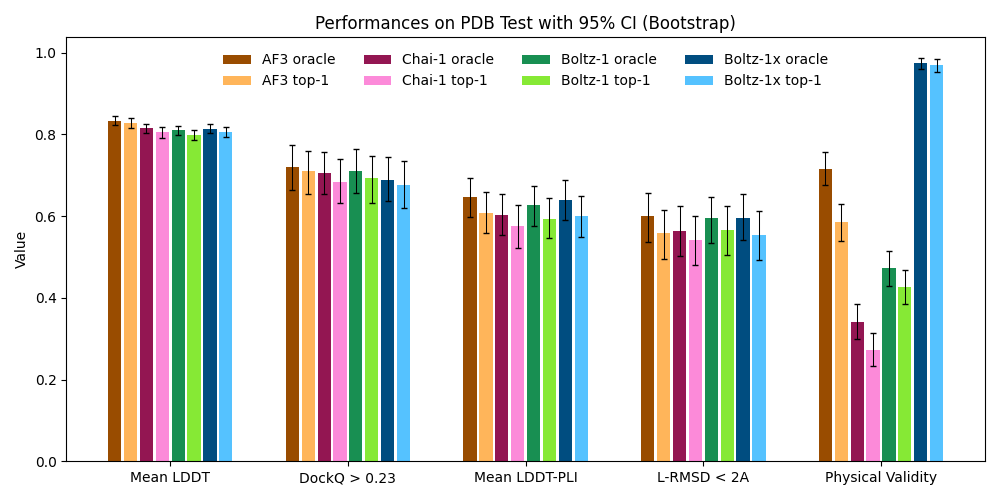 Performances on PDB Test with 95% CI (Bootstrap)
AF3 oracle
AF3 top-1
Chai-1 oracle
Chai-1 top-1
Boltz-1 oracle
Boltz-1 top-1
Boltz-1x oracle
Boltz-1x top-1
Value
1.0
0.8
0.6
0.4
0.2
0.0
Mean LDDT
DockQ > 0.23
Mean LDDT-PLI
L-RMSD < 2A
Physical Validity